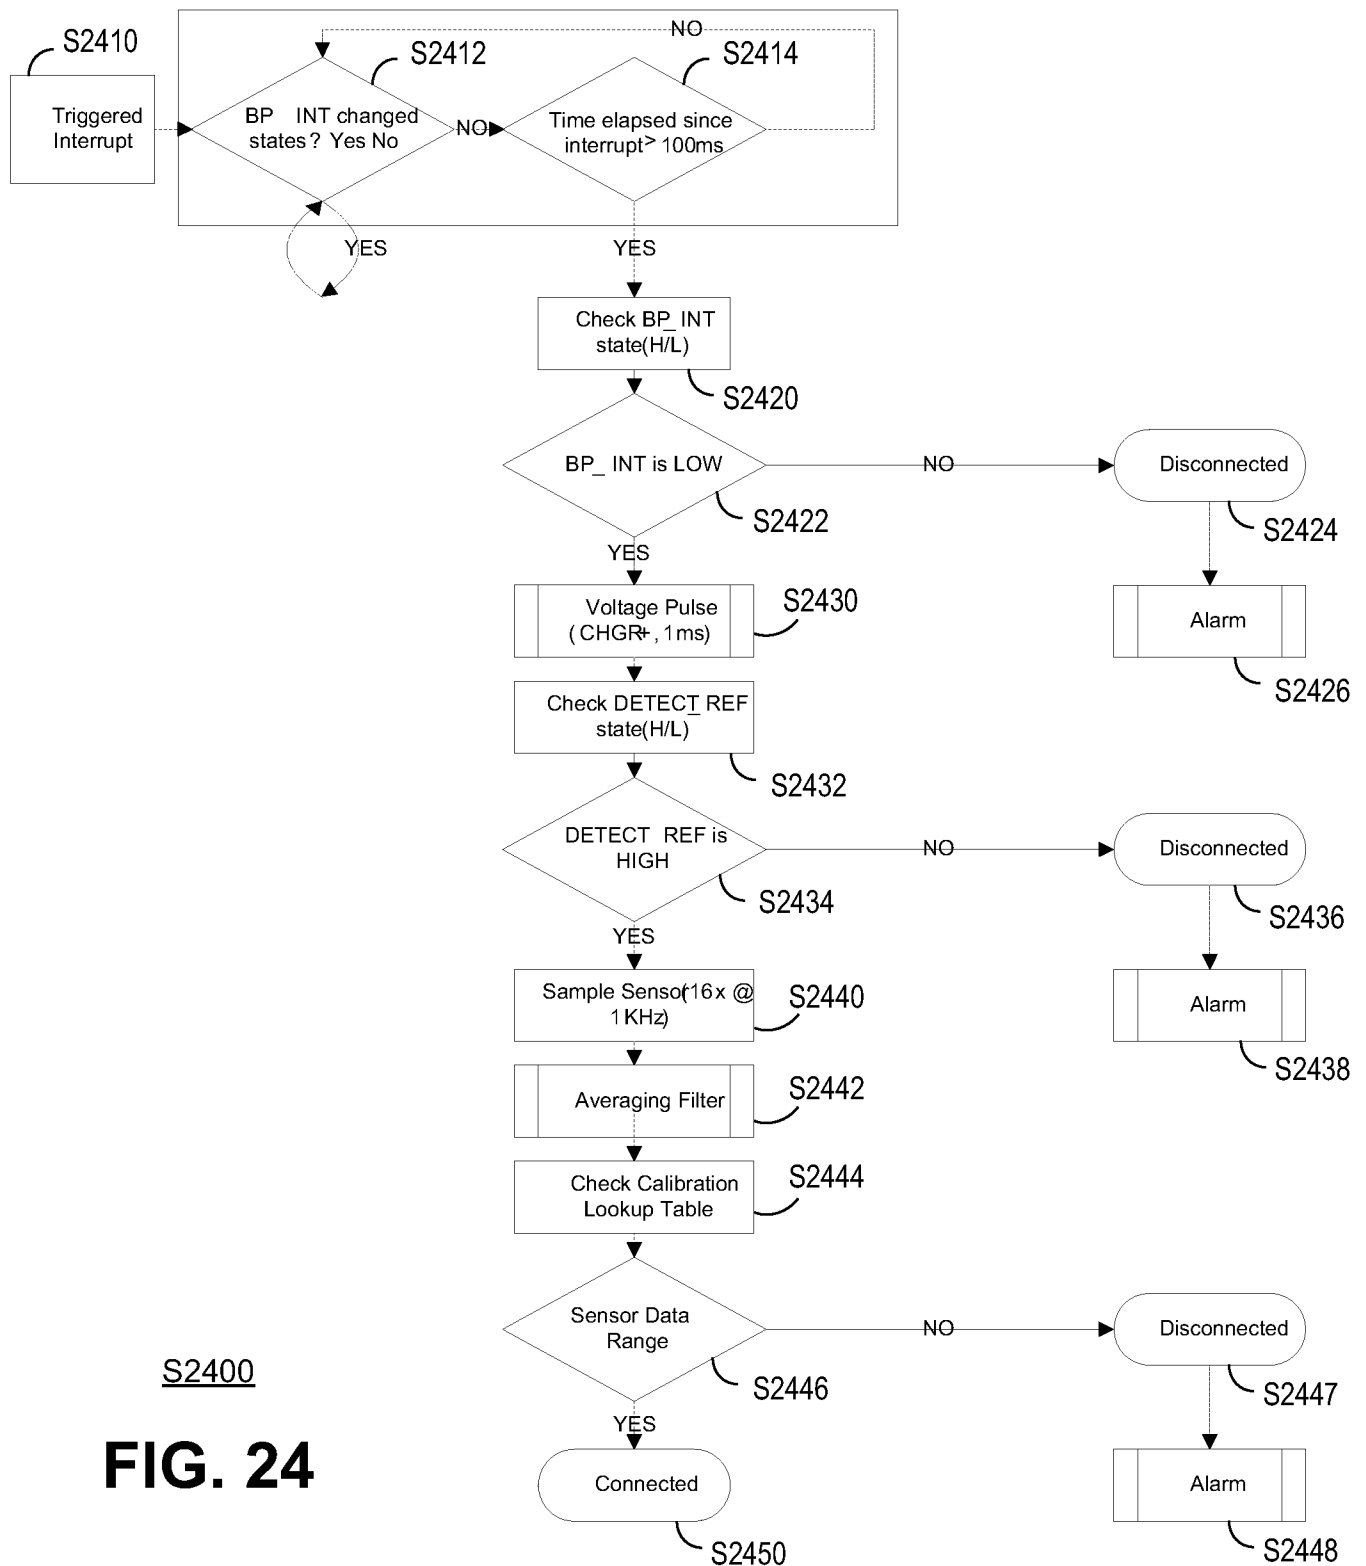 S2410
NO
S2412
S2414
Triggered
Interrupt
BP INT changed
states? Yes No
NO
Time elapsed since
interrupt> 100ms
YES
YES
Check BP_INT
state(H/L)
S2420
BP_ INT is LOW
NO
Disconnected
S2422
S2424
YES
Voltage Pulse
(CHGR+, 1ms)
S2430
Alarm
S2426
Check DETECT_REF
state(H/L)
S2432
DETECT REF is
HIGH
NO
Disconnected
S2434
S2436
YES
Sample Sensor(16x @
1KHz)
S2440
Alarm
S2438
Averaging Filter
S2442
Check Calibration
Lookup Table
S2444
Sensor Data
Range
NO
Disconnected
S2446
S2447
YES
Connected
S2450
Alarm
S2448
S2400
FIG. 24